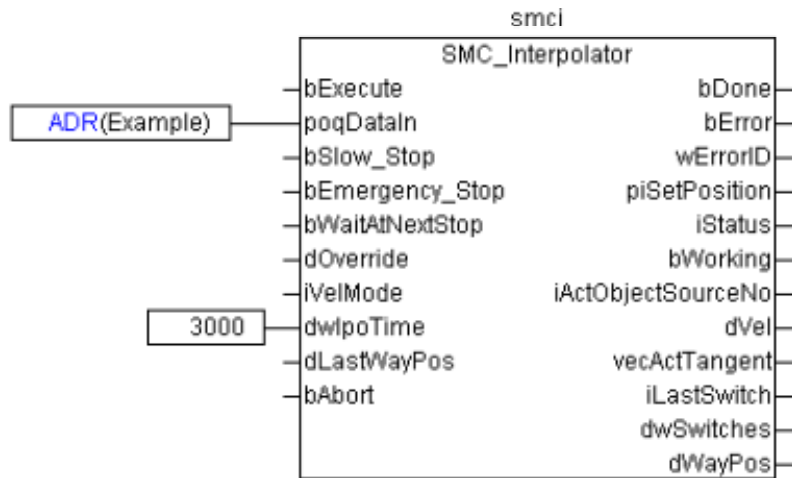 smci
SMC_Interpolator
bExecute bDone
ADR(Example) poqDataIn bError
bSlow_Stop wErrorID
bEmergency_Stop piSetPosition
bWaitAtNextStop iStatus
dOverride bWorking
iVelMode iActObjectSourceNo
3000 dwIpoTime dVel
dLastWayPos vecActTangent
bAbort iLastSwitch
dwSwitches
dWayPos